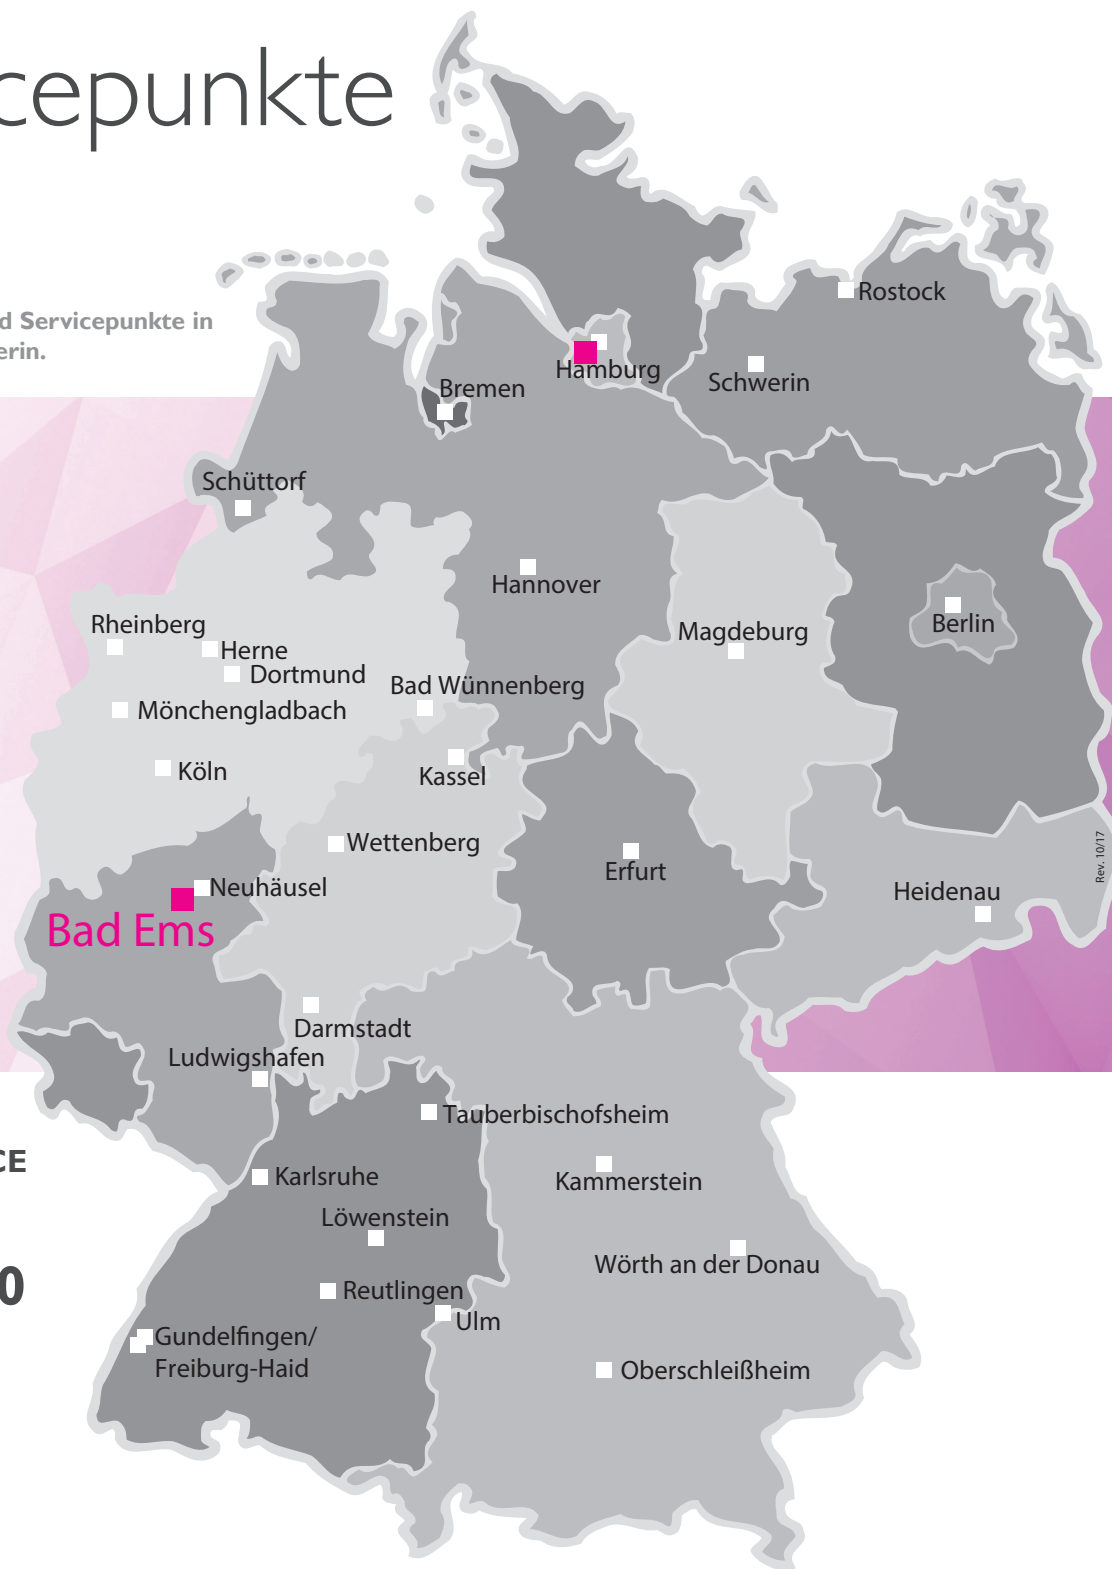 cepunkte
d Servicepunkte in
erin.
Rostock
Hamburg
Schwerin
Bremen
Schüttorf
Hannover
Rheinberg
Herne
Magdeburg
Berlin
Dortmund
Bad Wünnenberg
Mönchengladbach
Köln
Kassel
Wettenberg
Erfurt
Rev. 10/17
Neuhäusel
Heidenau
Bad Ems
Darmstadt
Ludwigshafen
Tauberbischofsheim
CE
Karlsruhe
Kammerstein
Löwenstein
Wörth an der Donau
0
Reutlingen
Ulm
Gundelfingen/
Freiburg-Haid
Oberschleißheim